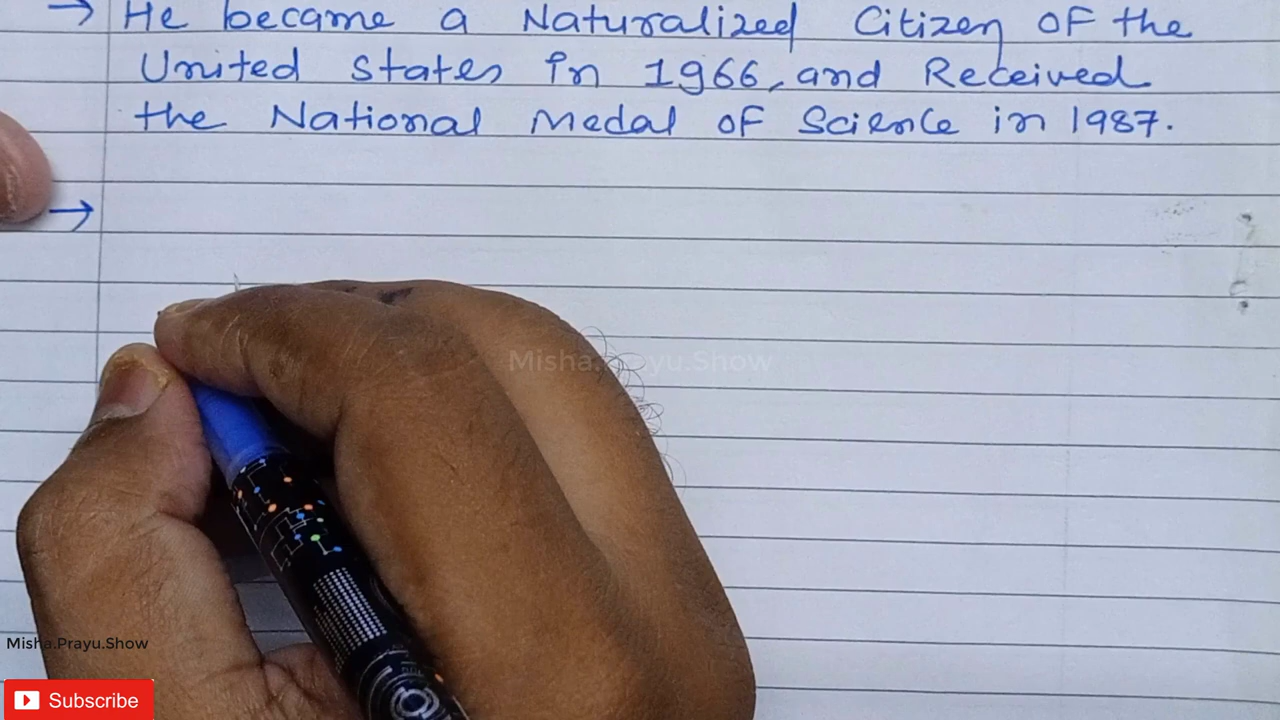 → He became a Naturalized Citizen OF the
United States in 1966, and Received
the National Medal OF Science in 1987.
→
Misha.Prayu.Show
Misha.Prayu.Show
Subscribe